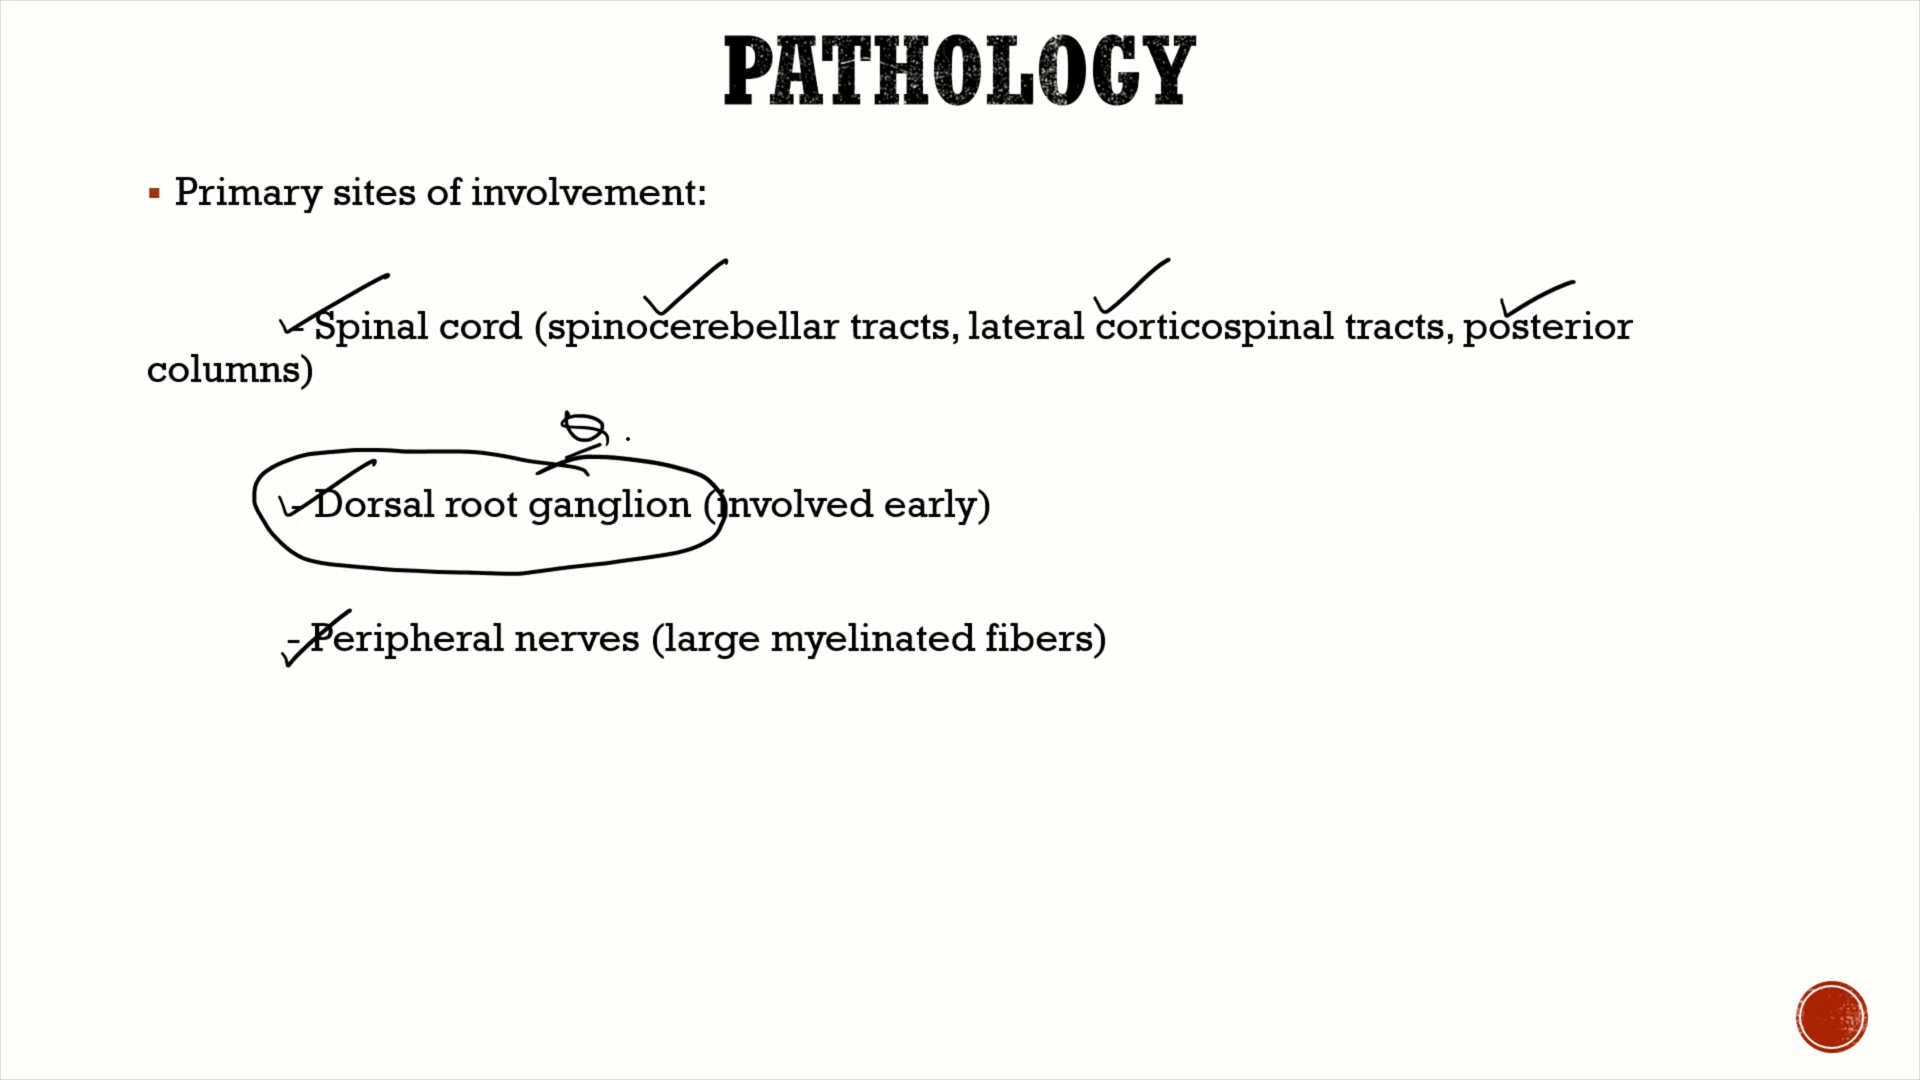 PATHOLOGY
▪ Primary sites of involvement:
- Spinal cord (spinocerebellar tracts, lateral corticospinal tracts, posterior
columns)
- Dorsal root ganglion (involved early)
- Peripheral nerves (large myelinated fibers)